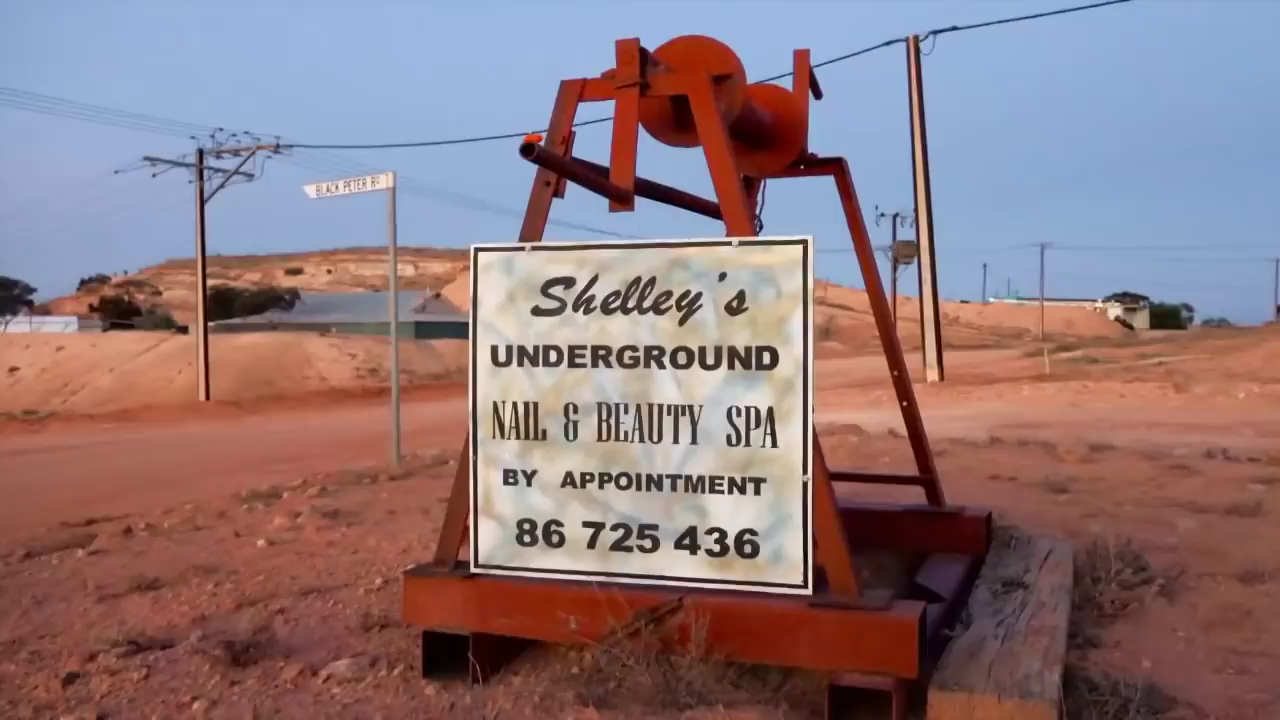 BLACK PETER RD
Shelley's
UNDERGROUND
NAIL & BEAUTY SPA
BY APPOINTMENT
86 725 436